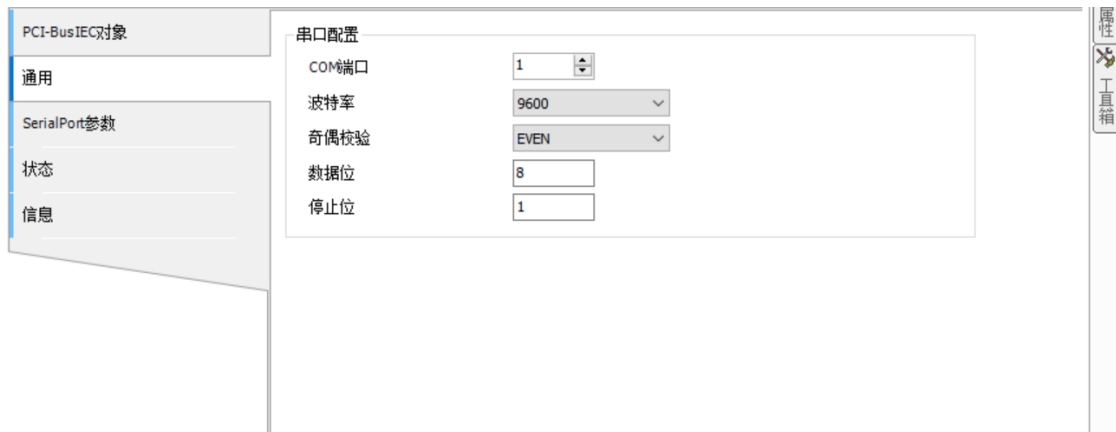 PCI-BusIEC对象
通用
SerialPort参数
状态
信息
串口配置
COM端口
1
波特率
9600
奇偶校验
EVEN
数据位
8
停止位
1
属性
工具箱